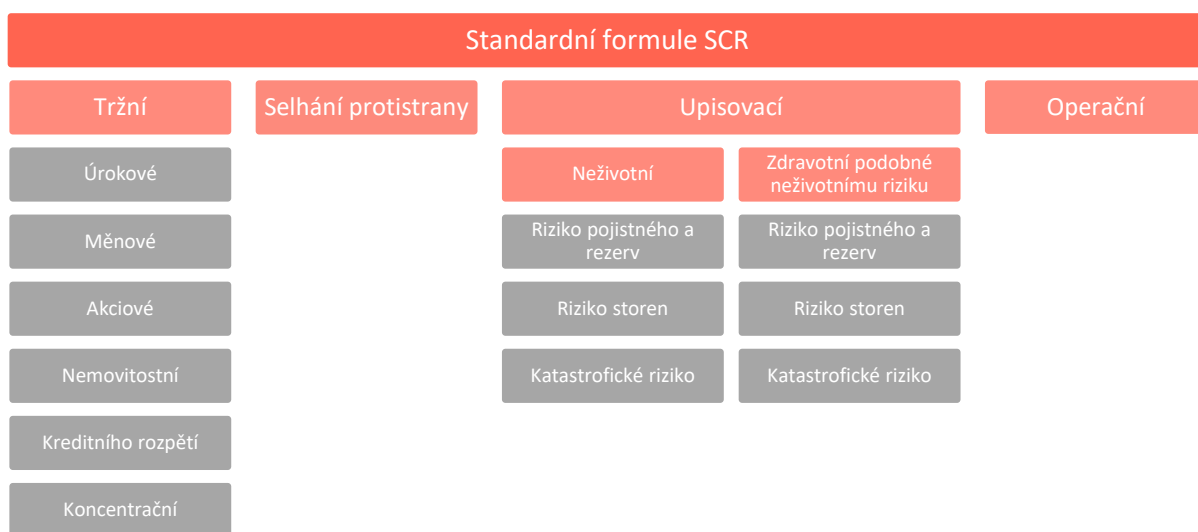 Standardní formule SCR
Tržní
Selhání protistrany
Upisovací
Operační
Úrokové
Neživotní
Zdravotní podobné
neživotnímu riziku
Měnové
Riziko pojistného a
rezerv
Riziko pojistného a
rezerv
Akciové
Riziko storen
Riziko storen
Nemovitostní
Katastrofické riziko
Katastrofické riziko
Kreditního rozpětí
Koncentrační